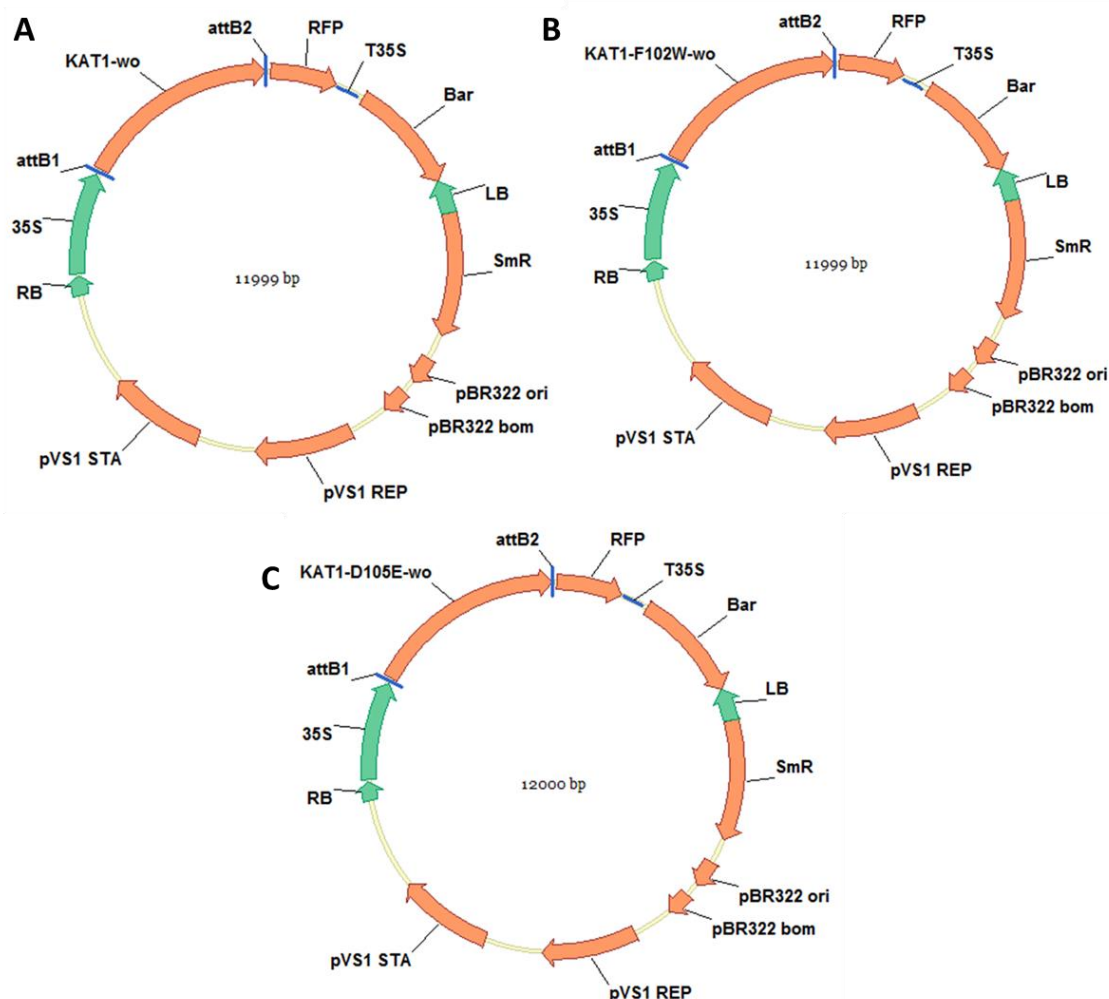 A
attB2
RFP
T35S
KAT1-wo
Bar
attB1
LB
35S
11999 bp
SmR
RB
pBR322 ori
pBR322 bom
pVS1 STA
pVS1 REP
B
attB2
RFP
T35S
KAT1-F102W-wo
Bar
attB1
LB
35S
11999 bp
SmR
RB
pBR322 ori
pBR322 bom
pVS1 STA
pVS1 REP
C
attB2
RFP
T35S
KAT1-D105E-wo
Bar
attB1
LB
35S
12000 bp
SmR
RB
pBR322 ori
pBR322 bom
pVS1 STA
pVS1 REP